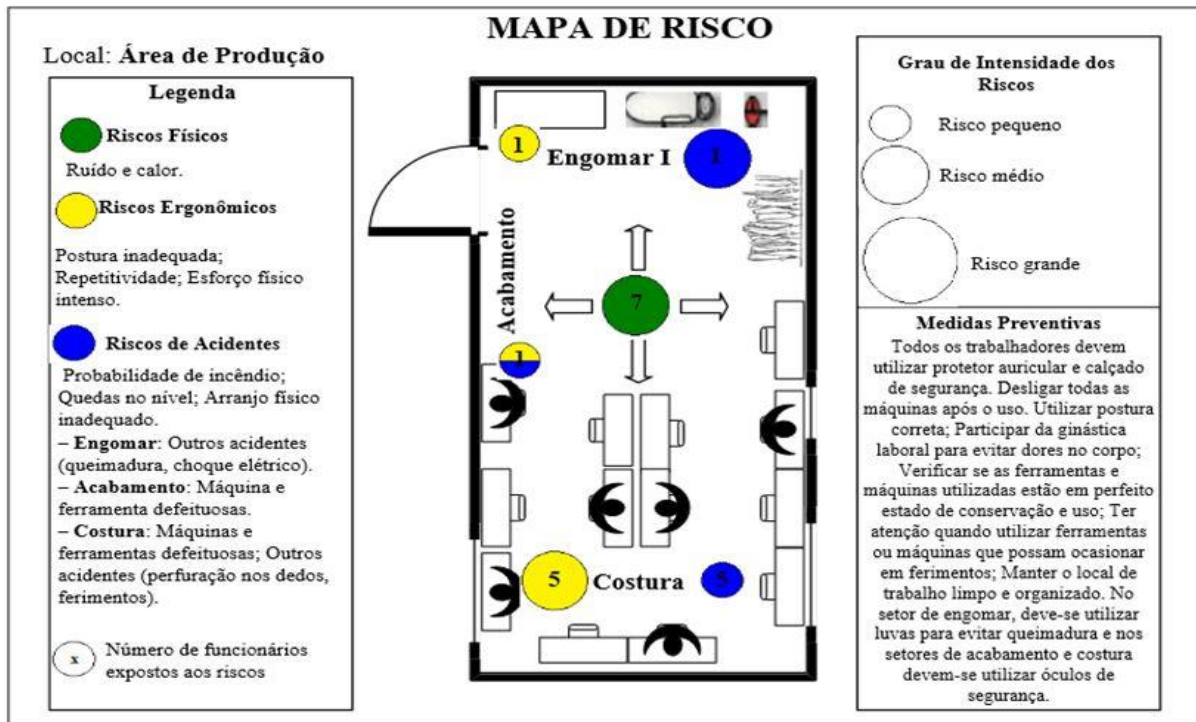 MAPA DE RISCO
Local: Área de Produção
Legenda
Riscos Físicos
Ruído e calor.
Riscos Ergonômicos
Postura inadequada;
Repetitividade; Esforço físico
intenso.
Riscos de Acidentes
Probabilidade de incêndio;
Quedas no nível; Arranjo físico
inadequado.
– Engomar: Outros acidentes
(queimadura, choque elétrico).
– Acabamento: Máquina e
ferramenta defeituosas.
– Costura: Máquinas e
ferramentas defeituosas; Outros
acidentes (perfuração nos dedos,
ferimentos).
x
Número de funcionários
expostos aos riscos
1
Engomar I
1
Acabamento
7
1
5
Costura
5
Grau de Intensidade dos
Riscos
Risco pequeno
Risco médio
Risco grande
Medidas Preventivas
Todos os trabalhadores devem
utilizar protetor auricular e calçado
de segurança. Desligar todas as
máquinas após o uso. Utilizar postura
correta; Participar da ginástica
laboral para evitar dores no corpo;
Verificar se as ferramentas e
máquinas utilizadas estão em perfeito
estado de conservação e uso; Ter
atenção quando utilizar ferramentas
ou máquinas que possam ocasionar
em ferimentos; Manter o local de
trabalho limpo e organizado. No
setor de engomar, deve-se utilizar
luvas para evitar queimadura e nos
setores de acabamento e costura
devem-se utilizar óculos de
segurança.